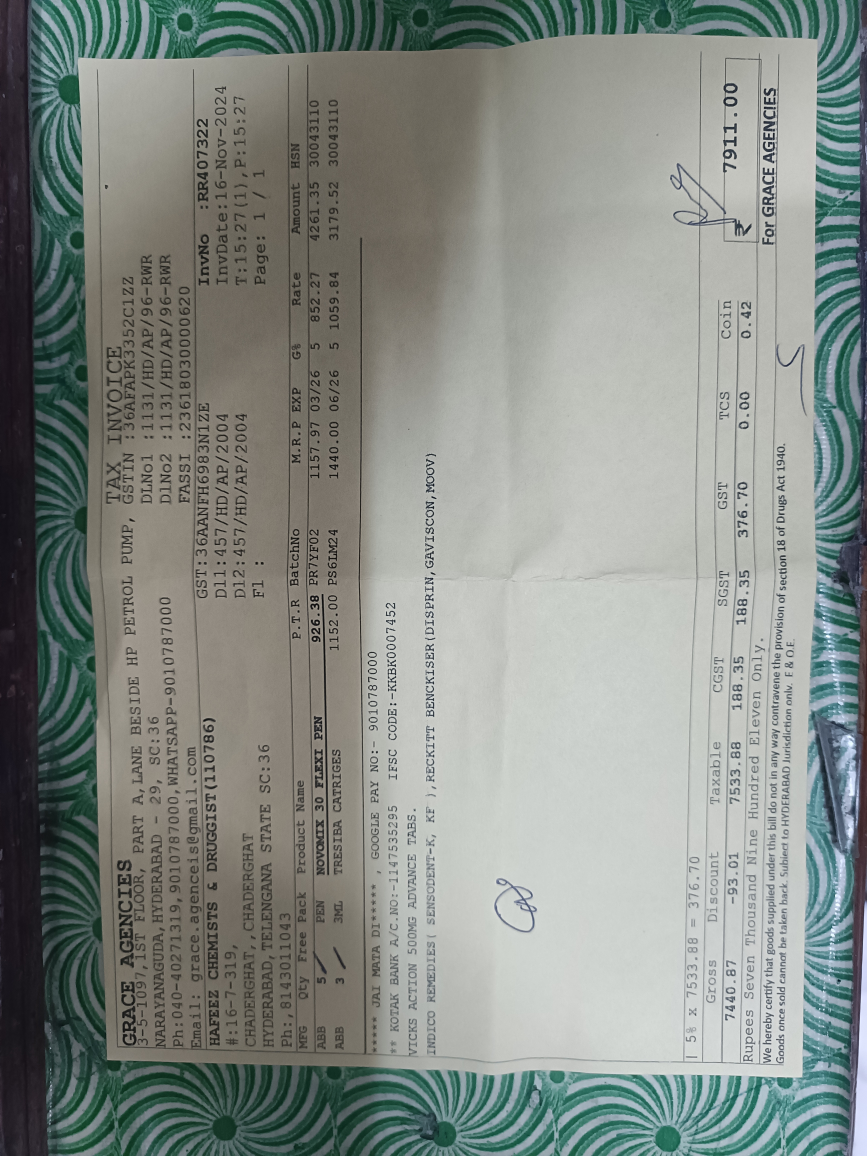 TAX INVOICE
GRACE AGENCIES
3-5-1097,1ST FLOOR, PART A,LANE BESIDE HP PETROL PUMP,
NARAYANAGUDA,HYDERABAD - 29, SC:36
Ph:040-40271319,9010787000,WHATSAPP-9010787000
Email: grace.agenceis@gmail.com
GSTIN :36AFAPK3352C1ZZ
DLNo1 :1131/HD/AP/96-RWR
DlNo2 :1131/HD/AP/96-RWR
FASSI :23618030000620
HAFEEZ CHEMISTS & DRUGGIST(110786)
#:16-7-319,
CHADERGHAT,,CHADERGHAT
HYDERABAD,TELENGANA STATE SC:36
Ph:,8143011043
GST:36AANFH6983N1ZE
Dl1:457/HD/AP/2004
Dl2:457/HD/AP/2004
Fl :
InvNo :RR407322
InvDate:16-Nov-2024
T:15:27(1),P:15:27
Page: 1 / 1
MFG Qty Free Pack Product Name P.T.R BatchNo M.R.P EXP G% Rate Amount HSN
ABB 5 PEN NOVOMIX 30 FLEXI PEN 926.38 PR7YF02 1157.97 03/26 5 852.27 4261.35 30043110
ABB 3 3ML TRESIBA CATRIGES 1152.00 PS6LM24 1440.00 06/26 5 1059.84 3179.52 30043110
***** JAI MATA DI***** , GOOGLE PAY NO:- 9010787000
** KOTAK BANK A/C.NO:-1147535295 IFSC CODE:-KKBK0007452
VICKS ACTION 500MG ADVANCE TABS.
INDICO REMEDIES( SENSODENT-K, KF ),RECKITT BENCKISER(DISPRIN,GAVISCON,MOOV)
| 5% x 7533.88 = 376.70
Gross Discount Taxable CGST SGST GST TCS Coin
7440.87 -93.01 7533.88 188.35 188.35 376.70 0.00 0.42
₹ 7911.00
Rupees Seven Thousand Nine Hundred Eleven Only.
We hereby certify that goods supplied under this bill do not in any way contravene the provision of section 18 of Drugs Act 1940.
Goods once sold cannot be taken back. Subject to HYDERABAD Jurisdiction only. E & O.E.
For GRACE AGENCIES